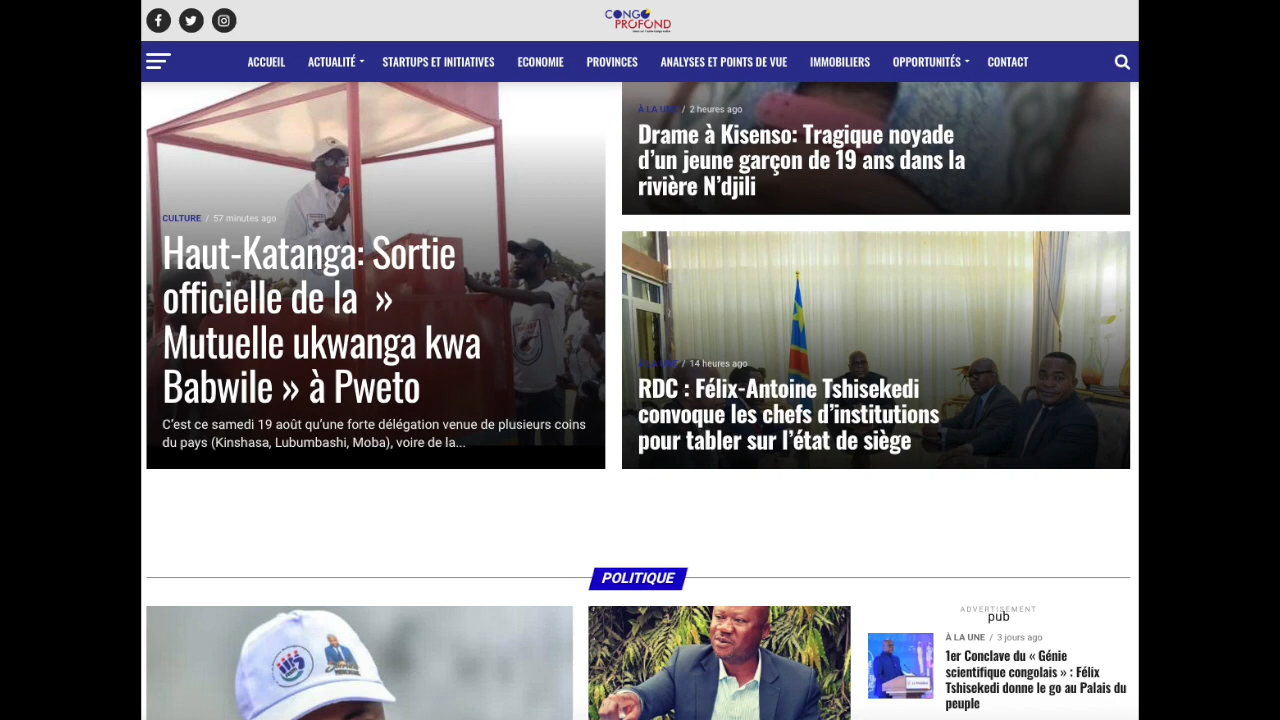 CONGO
PROFOND
ACCUEIL
ACTUALITÉ
STARTUPS ET INITIATIVES
ECONOMIE
PROVINCES
ANALYSES ET POINTS DE VUE
IMMOBILIERS
OPPORTUNITÉS
CONTACT
CULTURE / 57 minutes ago
Haut-Katanga: Sortie
officielle de la »
Mutuelle ukwanga kwa
Babwile » à Pweto
C’est ce samedi 19 août qu’une forte délégation venue de plusieurs coins
du pays (Kinshasa, Lubumbashi, Moba), voire de la...
À LA UNE / 2 heures ago
Drame à Kisenso: Tragique noyade
d’un jeune garçon de 19 ans dans la
rivière N’djili
À LA UNE / 14 heures ago
RDC : Félix-Antoine Tshisekedi
convoque les chefs d’institutions
pour tabler sur l’état de siège
POLITIQUE
ADVERTISEMENT
pub
À LA UNE / 3 jours ago
1er Conclave du « Génie
scientifique congolais » : Félix
Tshisekedi donne le go au Palais du
peuple